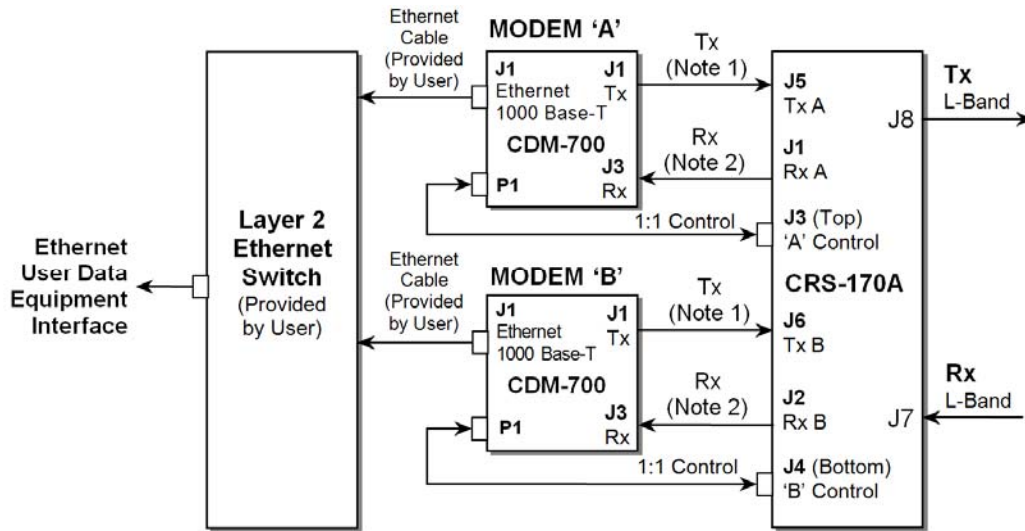 Ethernet
User Data
Equipment
Interface
Layer 2
Ethernet
Switch
(Provided
by User)
Ethernet
Cable
(Provided
by User)
MODEM ‘A’
J1
Ethernet
1000 Base-T
J1
Tx
CDM-700
P1
J3
Rx
Tx
(Note 1)
Rx
(Note 2)
1:1 Control
Ethernet
Cable
(Provided
by User)
MODEM ‘B’
J1
Ethernet
1000 Base-T
J1
Tx
CDM-700
P1
J3
Rx
Tx
(Note 1)
Rx
(Note 2)
1:1 Control
J5
Tx A
J1
Rx A
J3 (Top)
‘A’ Control
CRS-170A
J6
Tx B
J2
Rx B
J4 (Bottom)
‘B’ Control
J8
J7
Tx
L-Band
Rx
L-Band